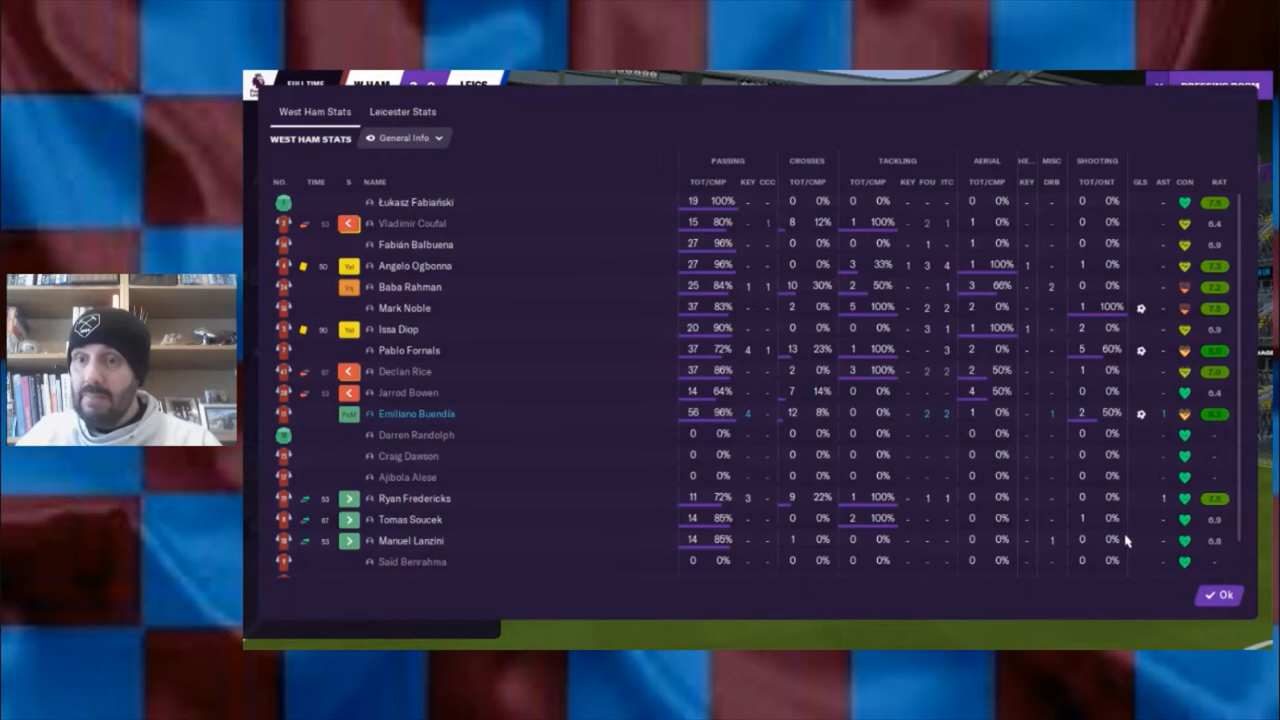 FULL TIME W HAM LEICS DRESSING ROOM
West Ham Stats Leicester Stats
WEST HAM STATS General Info
PASSING CROSSES TACKLING AERIAL HE... MISC SHOOTING
NO. TIME S NAME TOT/CMP KEY CCC TOT/CMP TOT/CMP KEY FOU ITC TOT/CMP KEY DRB TOT/ONT GLS AST CON RAT
Łukasz Fabiański 19 100% - - 0 0% 0 0% - - - 0 0% - - 0 0% -
53 Vladimir Coufal 15 80% - 1 8 12% 1 100% - 2 1 1 0% - - 0 0% - 6.4
Fabián Balbuena 27 96% - - 0 0% 0 0% - 1 - 1 0% - - 0 0% - 6.9
50 Yel Angelo Ogbonna 27 96% - - 0 0% 3 33% 1 3 4 1 100% 1 - 1 0% - 7.3
Inj Baba Rahman 25 84% 1 1 10 30% 2 50% - - 1 3 66% - 2 0 0% - 7.2
Mark Noble 37 83% - - 2 0% 5 100% - 2 2 0 0% - - 1 100% -
90 Yel Issa Diop 20 90% - - 0 0% 0 0% - 3 1 1 100% 1 - 2 0% - 6.9
Pablo Fornals 37 72% 4 1 13 23% 1 100% - - 3 2 0% - - 5 60% - 8.0
67 Declan Rice 37 86% - - 2 0% 3 100% - 2 2 2 50% - - 1 0% - 7.0
53 Jarrod Bowen 14 64% - - 7 14% 0 0% - - - 4 50% - - 0 0% - 6.4
PoM Emiliano Buendía 56 96% 4 - 12 8% 0 0% - 2 2 1 0% - 1 2 50% 1
Darren Randolph 0 0% - - 0 0% 0 0% - - - 0 0% - - 0 0% - -
Craig Dawson 0 0% - - 0 0% 0 0% - - - 0 0% - - 0 0% - -
Ajibola Alese 0 0% - - 0 0% 0 0% - - - 0 0% - - 0 0% - -
53 Ryan Fredericks 11 72% 3 - 9 22% 1 100% - 1 1 0 0% - - 0 0% 1
67 Tomas Soucek 14 85% - - 0 0% 2 100% - - - 0 0% - - 1 0% - 6.9
53 Manuel Lanzini 14 85% - - 1 0% 0 0% - - - 0 0% - 1 0 0% - 6.8
Saïd Benrahma 0 0% - - 0 0% 0 0% - - - 0 0% - - 0 0% - -
Ok